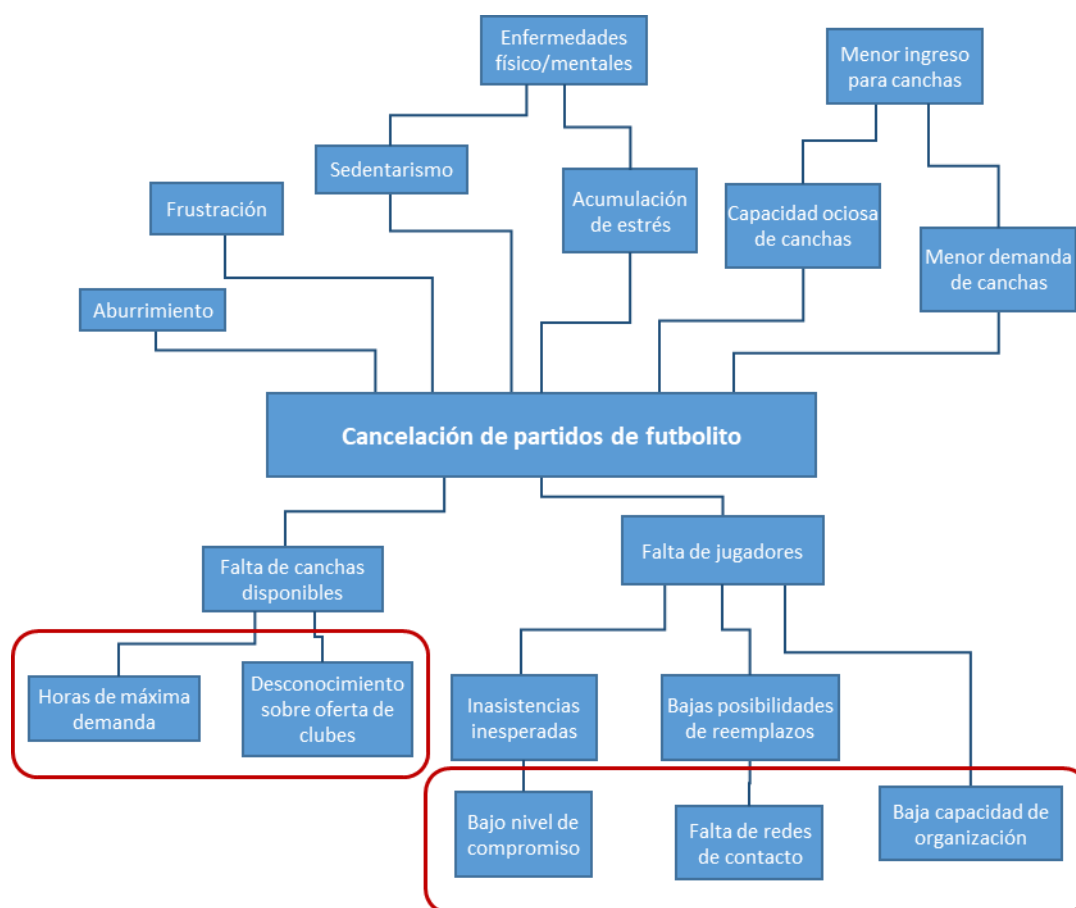 Enfermedades
físico/mentales
Menor ingreso
para canchas
Sedentarismo
Acumulación
de estrés
Frustración
Capacidad ociosa
de canchas
Menor demanda
de canchas
Aburrimiento
Cancelación de partidos de futbolito
Falta de canchas
disponibles
Falta de jugadores
Horas de máxima
demanda
Desconocimiento
sobre oferta de
clubes
Inasistencias
inesperadas
Bajas posibilidades
de reemplazos
Bajo nivel de
compromiso
Falta de redes
de contacto
Baja capacidad de
organización